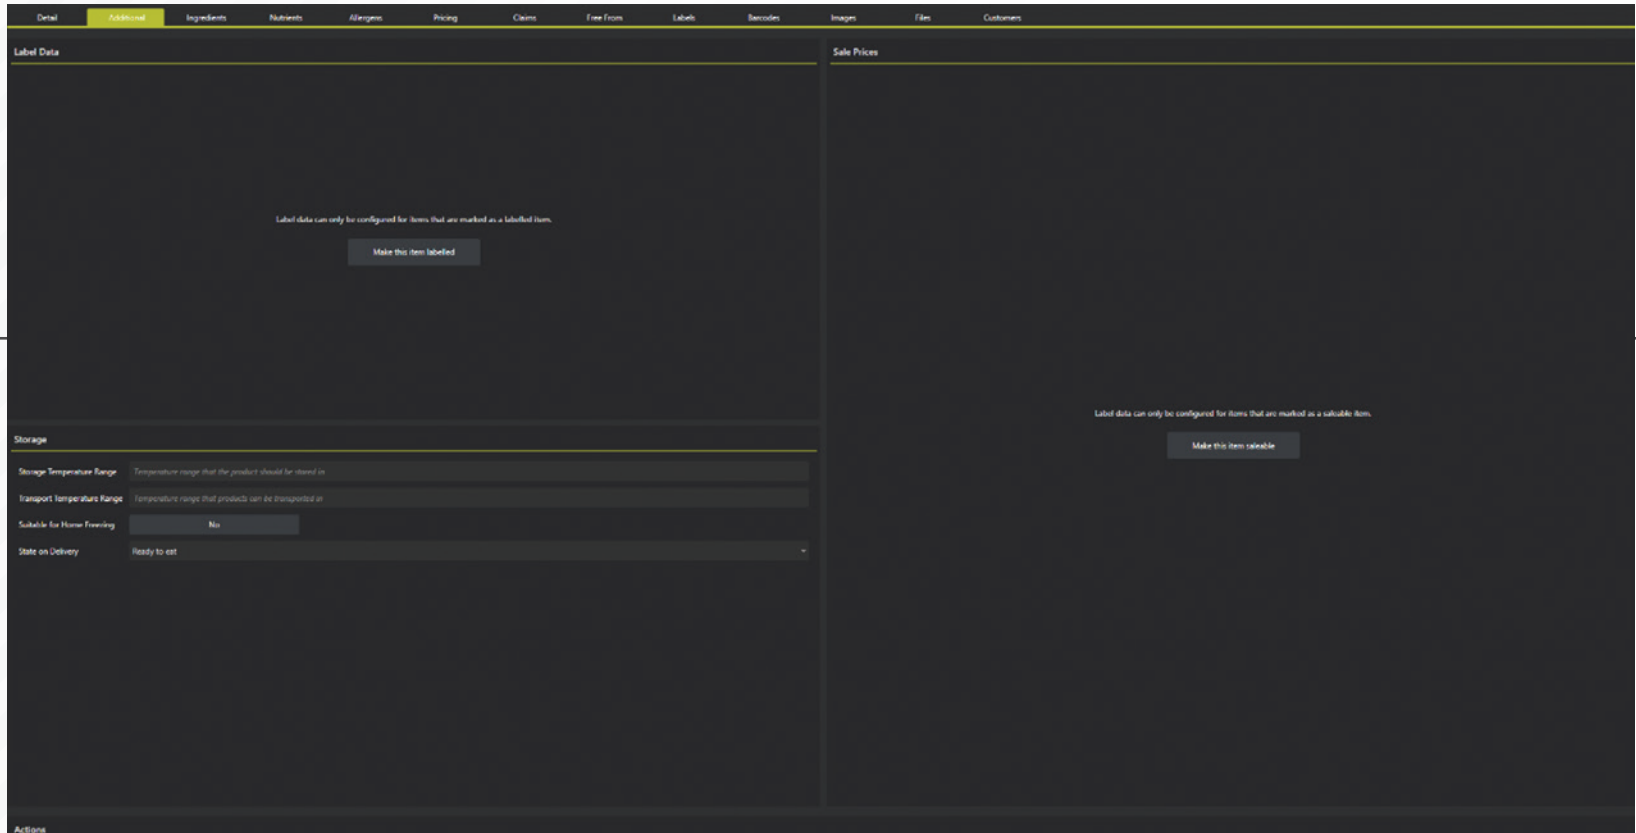 Detail Additional Ingredients Nutrients Allergens Pricing Claims Free From Labels Barcodes Images Files Customers
Label Data
Label data can only be configured for items that are marked as a labelled item.
Make this item labelled
Storage
Storage Temperature Range Temperature range that the product should be stored in
Transport Temperature Range Temperature range that products can be transported in
Suitable for Home Freezing No
State on Delivery Ready to eat
Sale Prices
Label data can only be configured for items that are marked as a saleable item.
Make this item saleable
Actions